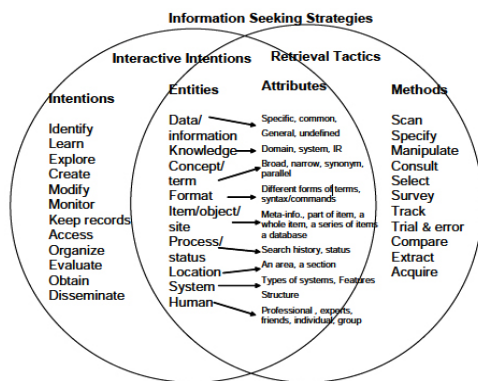 Information Seeking Strategies
Interactive Intentions
Retrieval Tactics
Intentions
Identify
Learn
Explore
Create
Modify
Monitor
Keep records
Access
Organize
Evaluate
Obtain
Disseminate
Entities
Data/
information
Knowledge
Concept/
term
Format
Item/object/
site
Process/
status
Location
System
Human
Attributes
Specific, common,
General, undefined
Domain, system, IR
Broad, narrow, synonym,
parallel
Different forms of terms,
syntax/commands
Meta-info., part of item, a
whole item, a series of items
a database
Search history, status
An area, a section
Types of systems, Features
Structure
Professional , experts,
friends, individual, group
Methods
Scan
Specify
Manipulate
Consult
Select
Survey
Track
Trial & error
Compare
Extract
Acquire